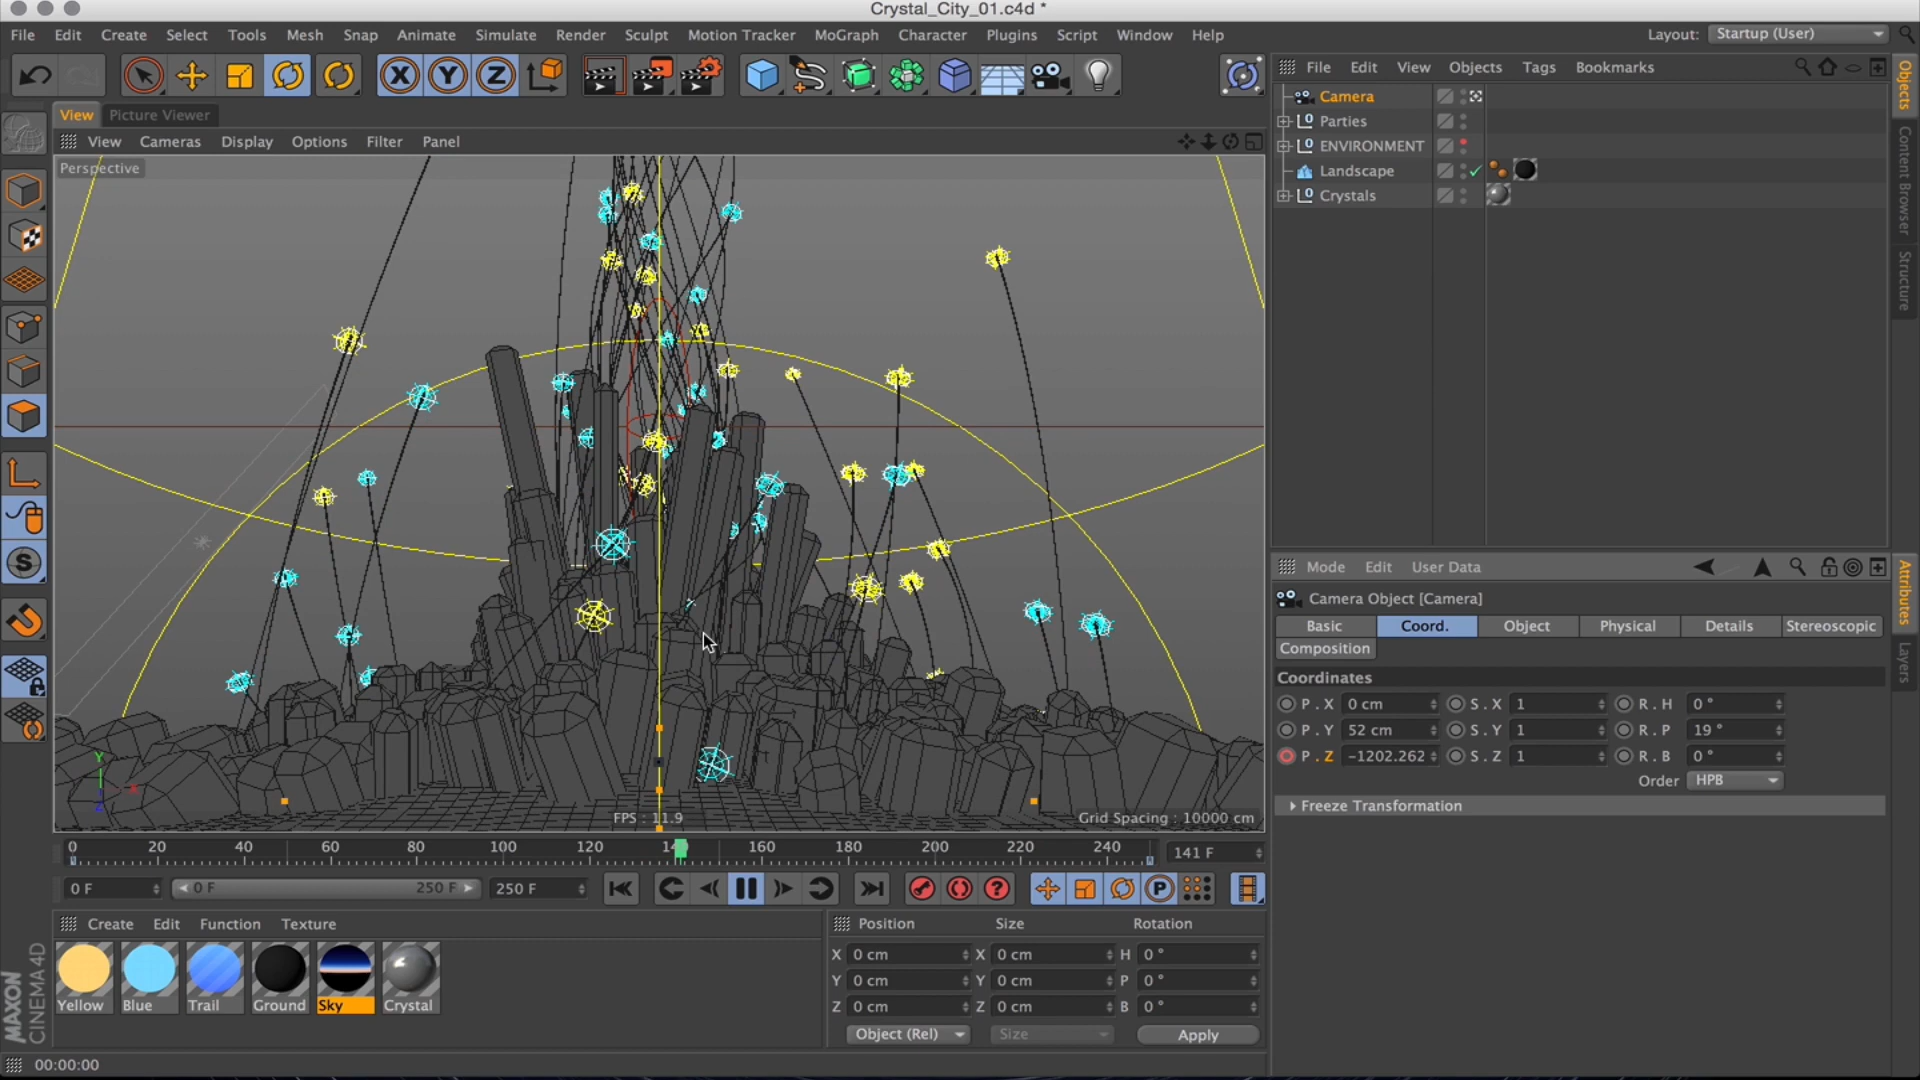 Crystal_City_01.c4d *
File Edit Create Select Tools Mesh Snap Animate Simulate Render Sculpt Motion Tracker MoGraph Character Plugins Script Window Help
Layout: Startup (User)
X Y Z
File Edit View Objects Tags Bookmarks
View Picture Viewer
View Cameras Display Options Filter Panel
Perspective
Camera
Parties
ENVIRONMENT
Landscape
Crystals
Objects
Content Browser
Structure
Attributes
Layers
Mode Edit User Data
Camera Object [Camera]
Basic Coord. Object Physical Details Stereoscopic
Composition
Coordinates
P . X 0 cm S . X 1 R . H 0 °
P . Y 52 cm S . Y 1 R . P 19 °
P . Z -1202.262 S . Z 1 R . B 0 °
Order HPB
Freeze Transformation
Y
X
Z
FPS : 11.9
Grid Spacing : 10000 cm
0 20 40 60 80 100 120 140 160 180 200 220 240
141 F
0 F 0 F 250 F 250 F
P
Create Edit Function Texture
Yellow Blue Trail Ground Sky Crystal
Position Size Rotation
X 0 cm X 0 cm H 0 °
Y 0 cm Y 0 cm P 0 °
Z 0 cm Z 0 cm B 0 °
Object (Rel) Size Apply
MAXON
CINEMA 4D
00:00:00